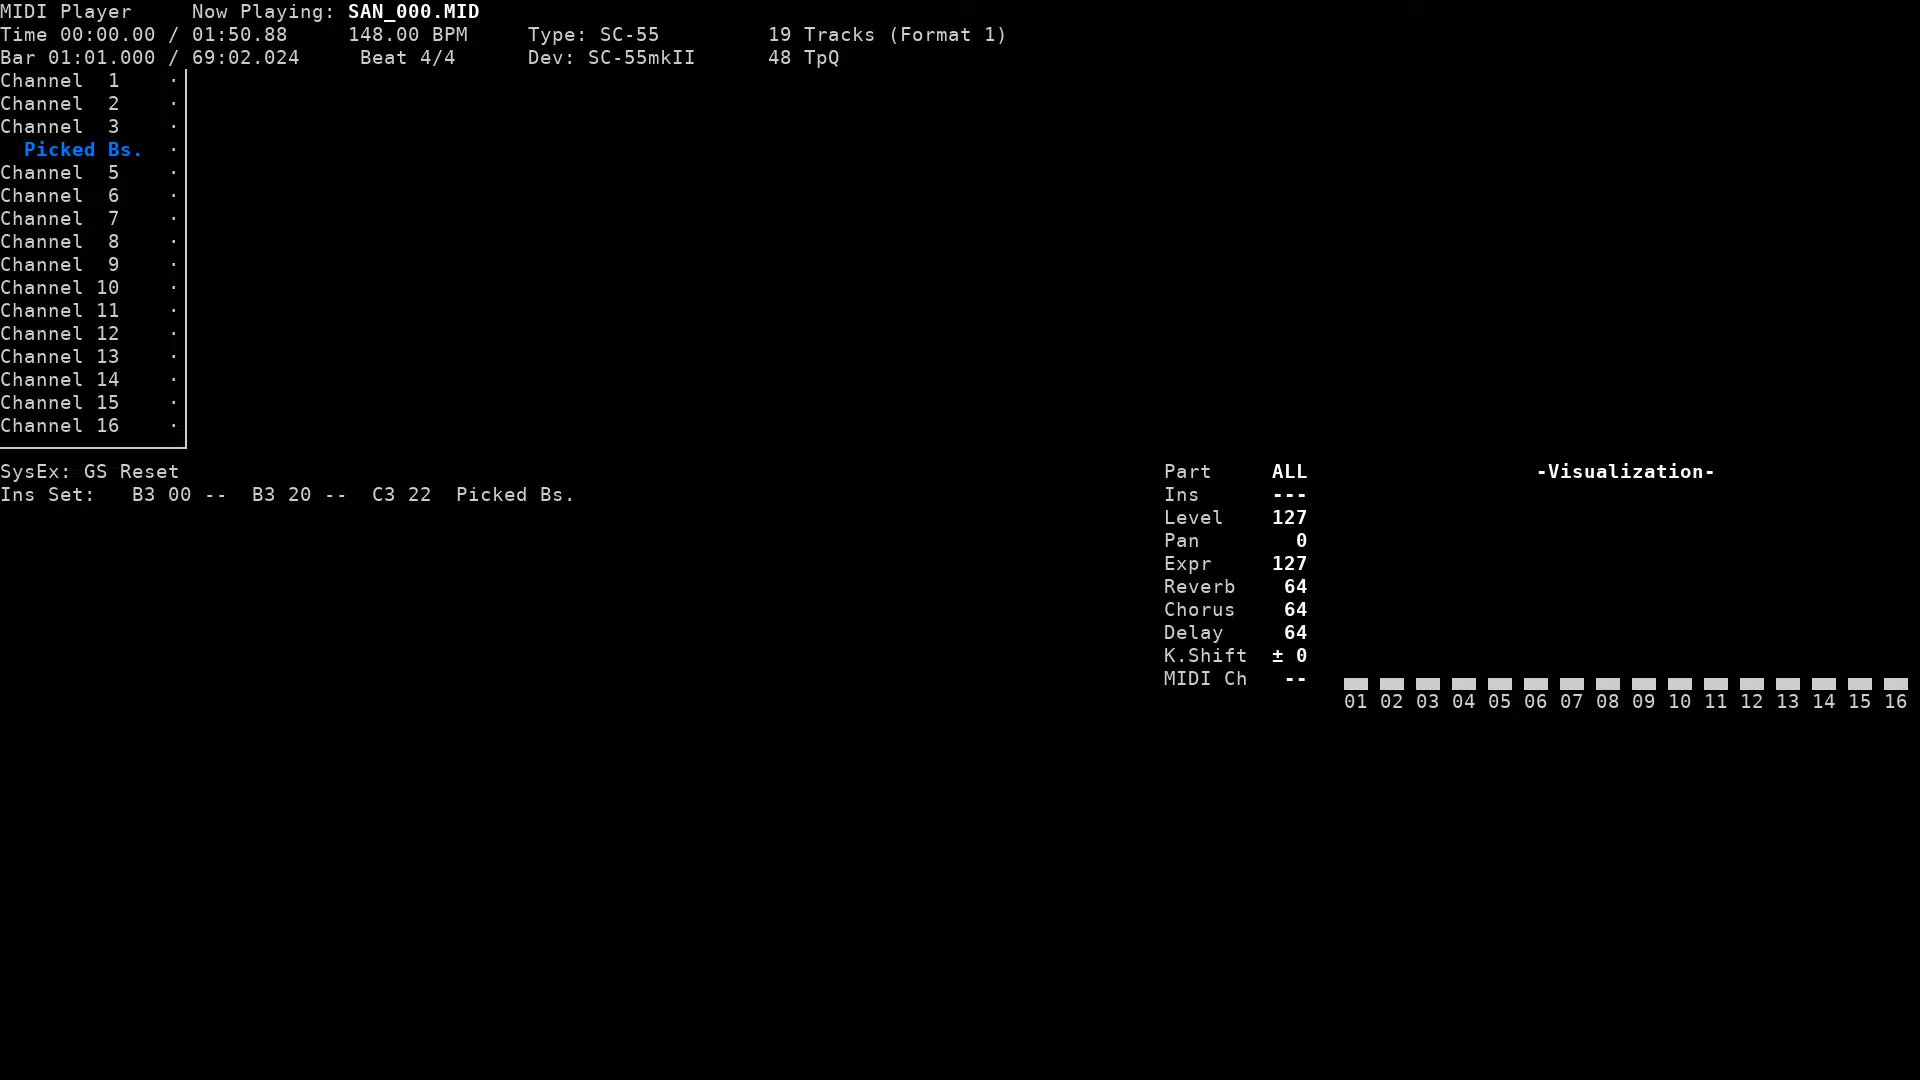 MIDI Player     Now Playing: SAN_000.MID
Time 00:00.00 / 01:50.88     148.00 BPM     Type: SC-55         19 Tracks (Format 1)
Bar 01:01.000 / 69:02.024     Beat 4/4      Dev: SC-55mkII      48 TpQ
Channel  1    ·
Channel  2    ·
Channel  3    ·
  Picked Bs.  ·
Channel  5    ·
Channel  6    ·
Channel  7    ·
Channel  8    ·
Channel  9    ·
Channel 10    ·
Channel 11    ·
Channel 12    ·
Channel 13    ·
Channel 14    ·
Channel 15    ·
Channel 16    ·
SysEx: GS Reset
Ins Set:   B3 00 --  B3 20 --  C3 22  Picked Bs.
Part     ALL
Ins      ---
Level    127
Pan        0
Expr     127
Reverb    64
Chorus    64
Delay     64
K.Shift  ± 0
MIDI Ch   --
-Visualization-
01 02 03 04 05 06 07 08 09 10 11 12 13 14 15 16